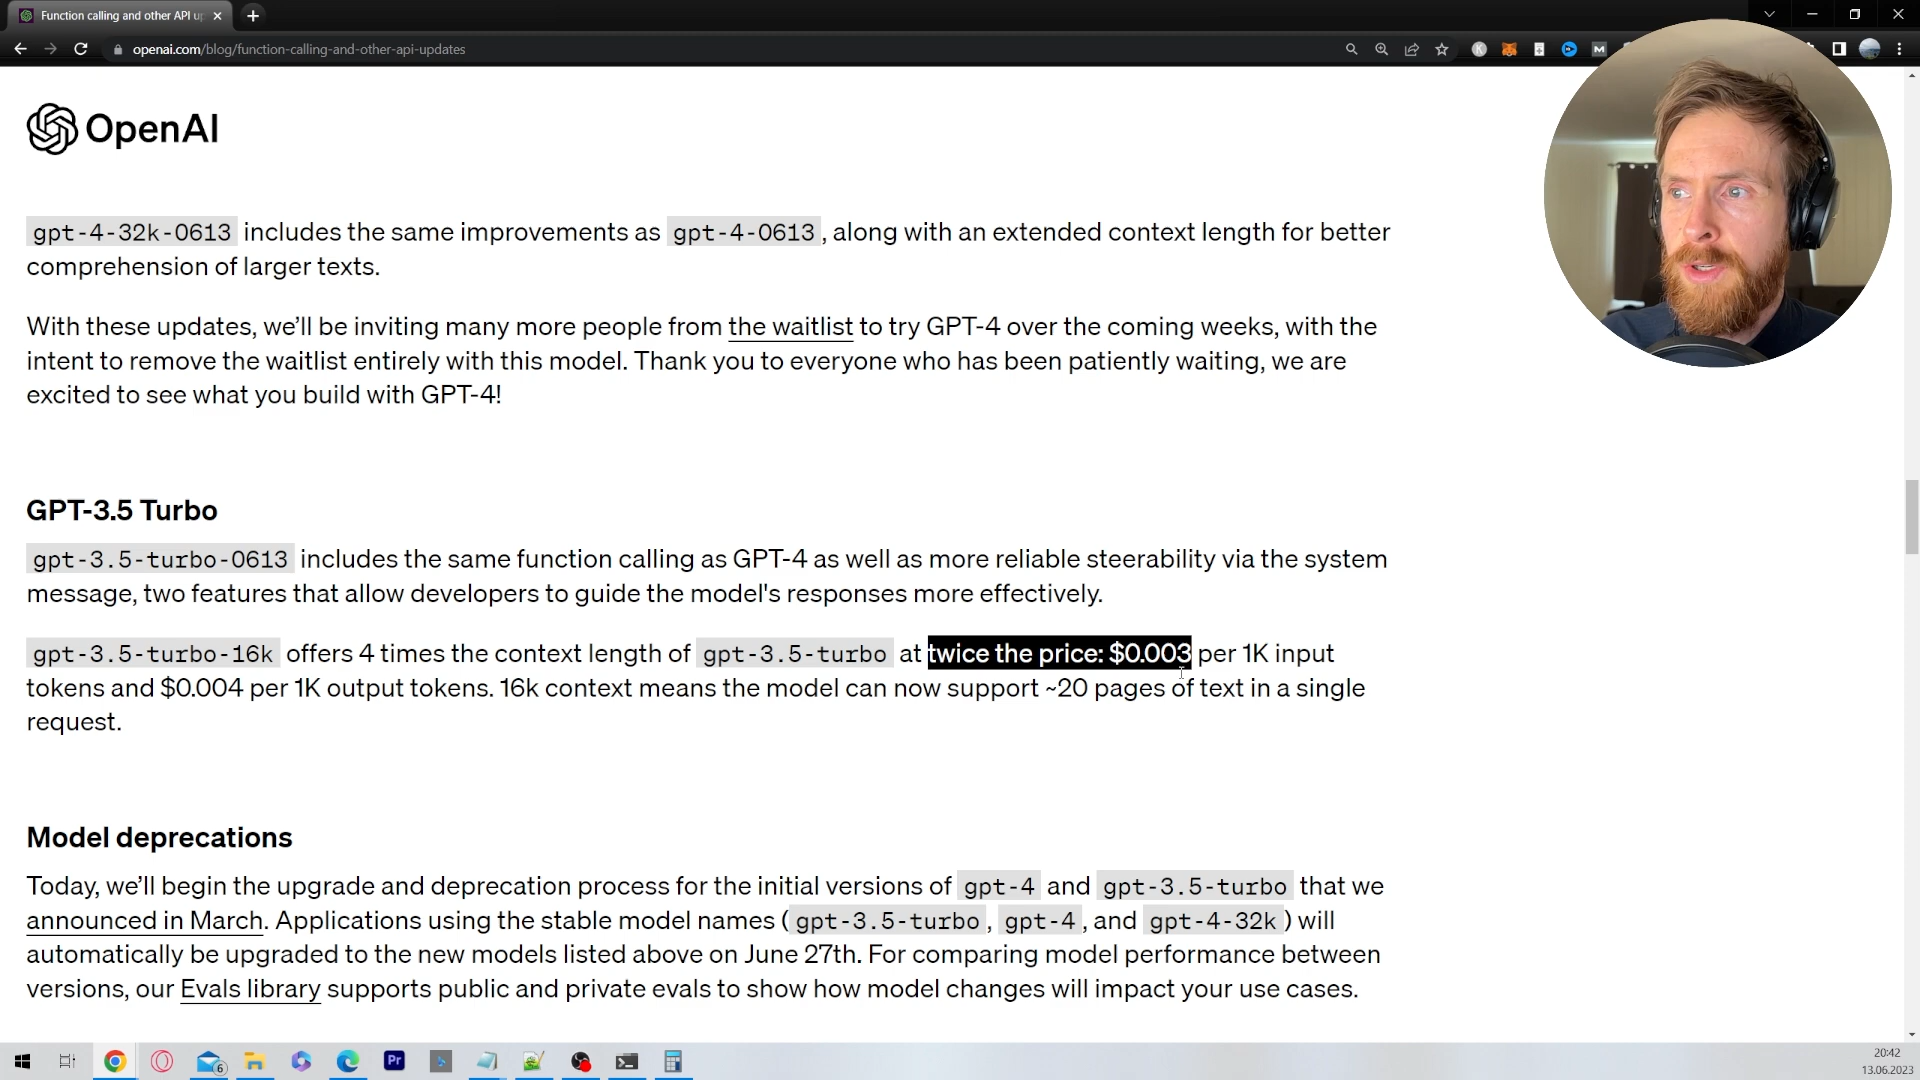 Function calling and other API up
openai.com/blog/function-calling-and-other-api-updates
OpenAI
gpt-4-32k-0613 includes the same improvements as gpt-4-0613, along with an extended context length for better
comprehension of larger texts.
With these updates, we’ll be inviting many more people from the waitlist to try GPT-4 over the coming weeks, with the
intent to remove the waitlist entirely with this model. Thank you to everyone who has been patiently waiting, we are
excited to see what you build with GPT-4!
GPT-3.5 Turbo
gpt-3.5-turbo-0613 includes the same function calling as GPT-4 as well as more reliable steerability via the system
message, two features that allow developers to guide the model's responses more effectively.
gpt-3.5-turbo-16k offers 4 times the context length of gpt-3.5-turbo at twice the price: $0.003 per 1K input
tokens and $0.004 per 1K output tokens. 16k context means the model can now support ~20 pages of text in a single
request.
Model deprecations
Today, we’ll begin the upgrade and deprecation process for the initial versions of gpt-4 and gpt-3.5-turbo that we
announced in March. Applications using the stable model names (gpt-3.5-turbo, gpt-4, and gpt-4-32k) will
automatically be upgraded to the new models listed above on June 27th. For comparing model performance between
versions, our Evals library supports public and private evals to show how model changes will impact your use cases.
6
Pr
20:42
13.06.2023